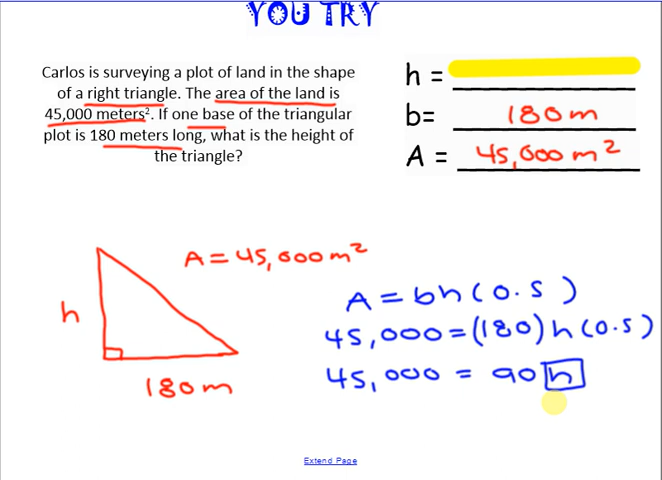 YOU TRY
Carlos is surveying a plot of land in the shape
of a right triangle. The area of the land is
45,000 meters². If one base of the triangular
plot is 180 meters long, what is the height of
the triangle?
h =
b= 180 m
A = 45,000 m²
A = 45,000 m²
h
180 m
A = bh (0.5)
45,000 = (180) h (0.5)
45,000 = 90 h
Extend Page